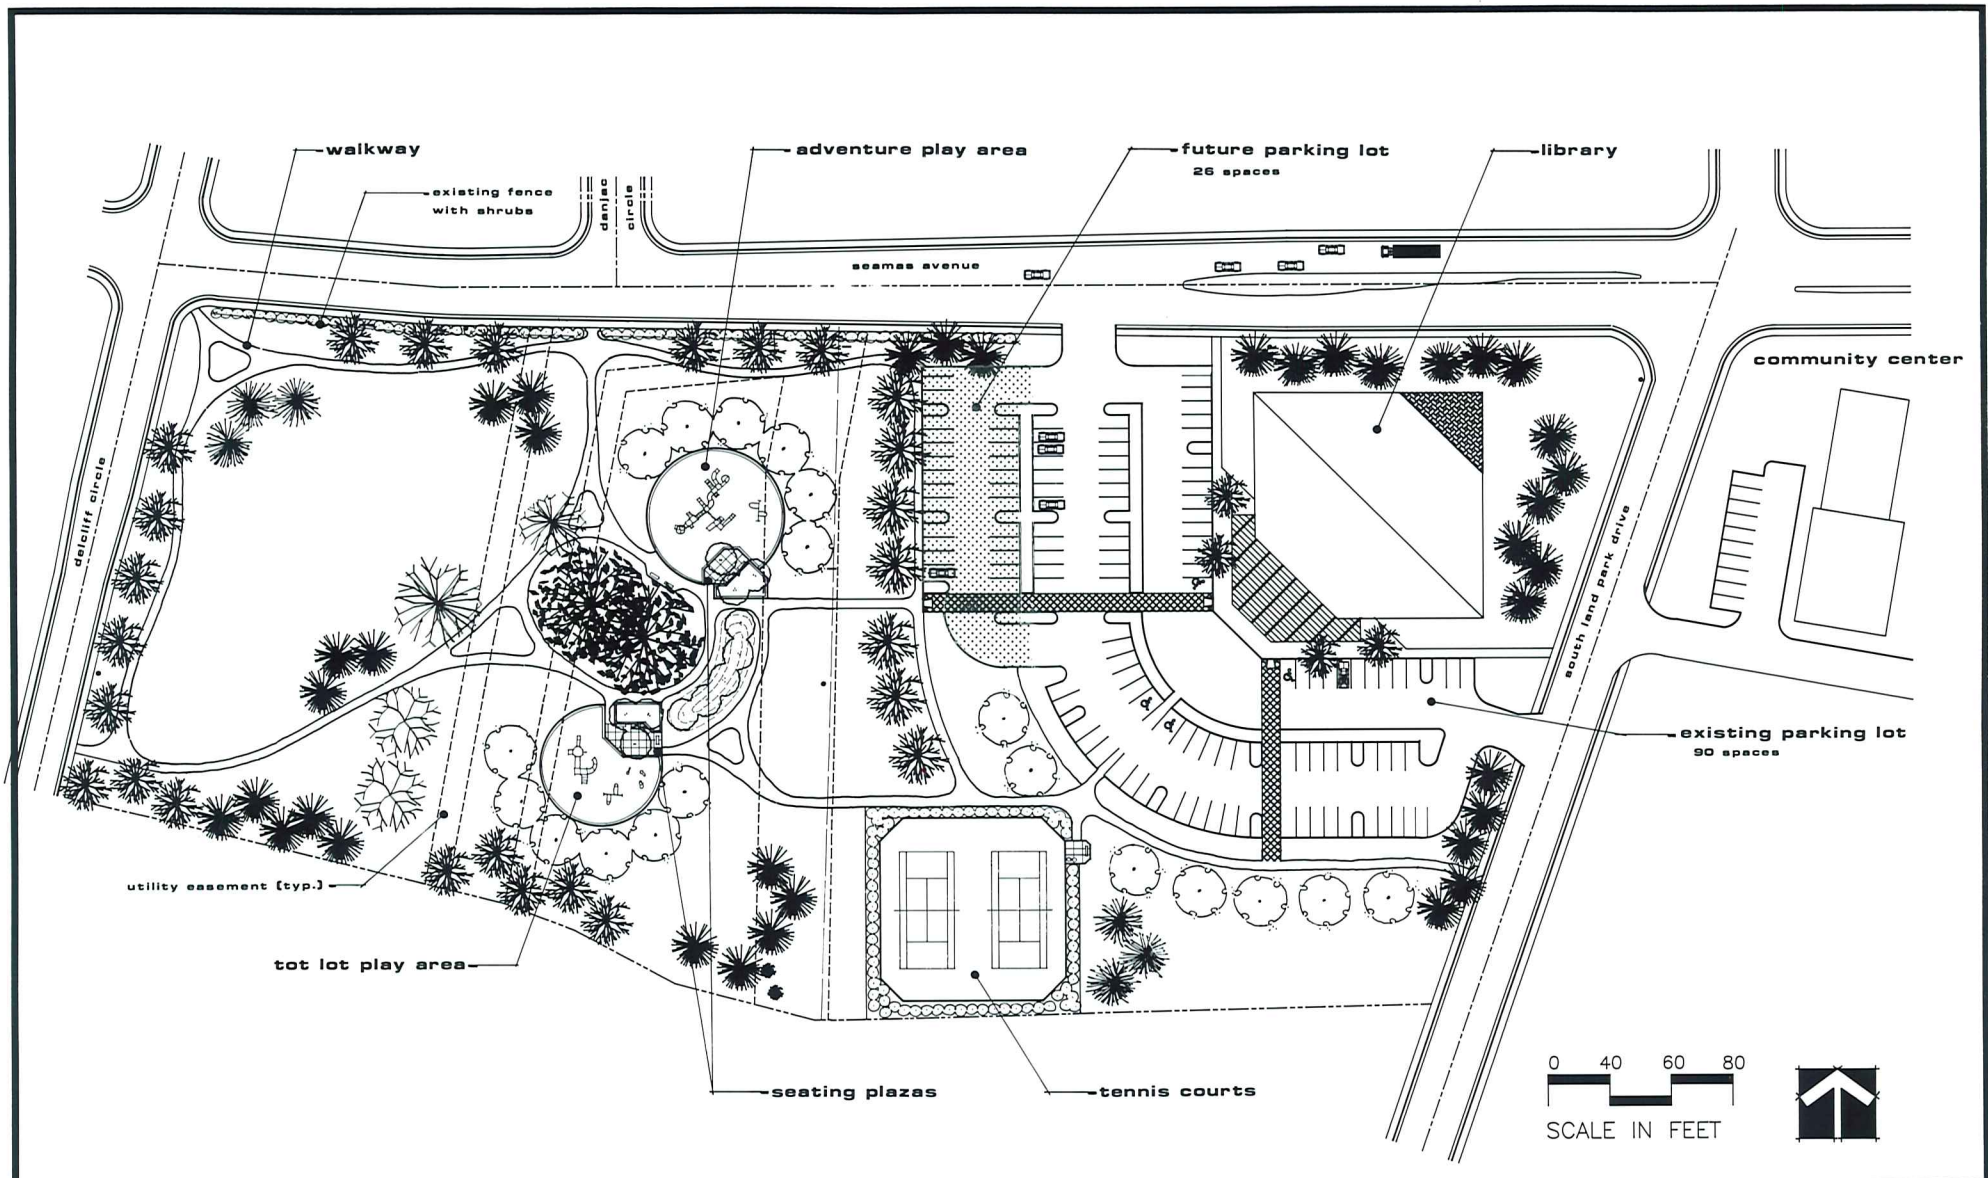 walkway
adventure play area
future parking lot
26 spaces
library
existing fence
with shrubs
danjac
circle
seamas avenue
community center
delcliff circle
south land park drive
existing parking lot
90 spaces
utility easement (typ.)
tot lot play area
seating plazas
tennis courts
0 40 60 80
SCALE IN FEET